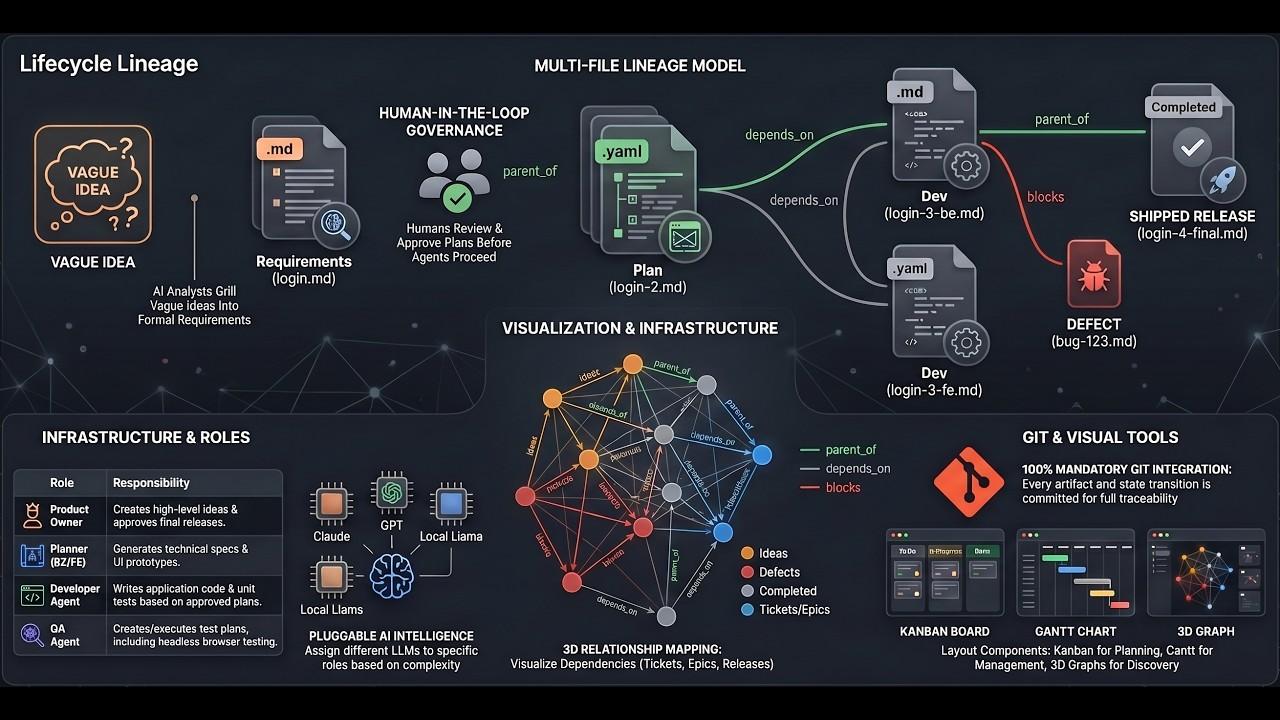 Lifecycle Lineage
MULTI-FILE LINEAGE MODEL
VAGUE
IDEA
VAGUE IDEA
AI Analysts Grill
Vague ideas Into
Formal Requirements
.md
Requirements
(login.md)
HUMAN-IN-THE-LOOP
GOVERNANCE
Humans Review &
Approve Plans Before
Agents Proceed
parent_of
.yaml
Plan
(login-2.md)
depends_on
depends_on
.md
<CODE>
</>
Dev
(login-3-be.md)
.yaml
<CODE>
</>
Dev
(login-3-fe.md)
parent_of
blocks
Completed
SHIPPED RELEASE
(login-4-final.md)
DEFECT
(bug-123.md)
VISUALIZATION & INFRASTRUCTURE
ideas
parent_of
parent_of
depends_on
parent_of
depends_on
depends_on
parent_of
depends_on
blocks
Ideas
Defects
Completed
Tickets/Epics
3D RELATIONSHIP MAPPING:
Visualize Dependencies (Tickets, Epics, Releases)
INFRASTRUCTURE & ROLES
Role Responsibility
Product
Owner
Creates high-level ideas &
approves final releases.
Planner
(BZ/FE)
Generates technical specs &
UI prototypes.
Developer
Agent
Writes application code & unit
tests based on approved plans.
QA
Agent
Creates/executes test plans,
including headless browser testing.
Claude
GPT
Local Liama
Local Llams
PLUGGABLE AI INTELLIGENCE
Assign different LLMs to specific
roles based on complexity
GIT & VISUAL TOOLS
100% MANDATORY GIT INTEGRATION:
Every artifact and state transition is
committed for full traceability
KANBAN BOARD
GANTT CHART
3D GRAPH
Layout Components: Kanban for Planning, Cantt for
Management, 3D Graphs for Discovery